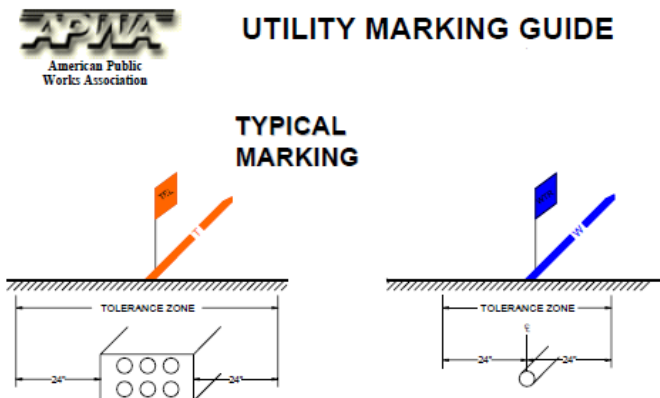 APWA
American Public
Works Association
UTILITY MARKING GUIDE
TYPICAL
MARKING
T
W
TOLERANCE ZONE
TOLERANCE ZONE
℄
24"
24"
24"
24"